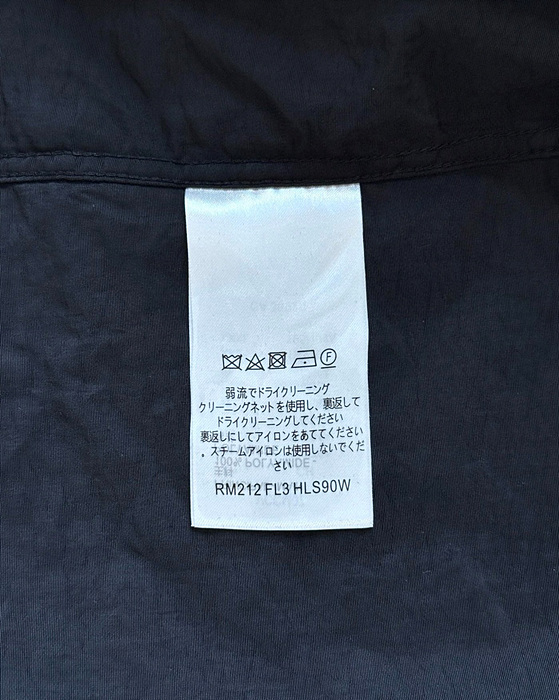 F
弱流でドライクリーニング
クリーニングネットを使用し、裏返して
ドライクリーニングしてください
裏返しにしてアイロンをあててください
。スチームアイロンは使用しないでくだ
さい
100% POLYAMIDE -
RM212 FL3 HLS90W